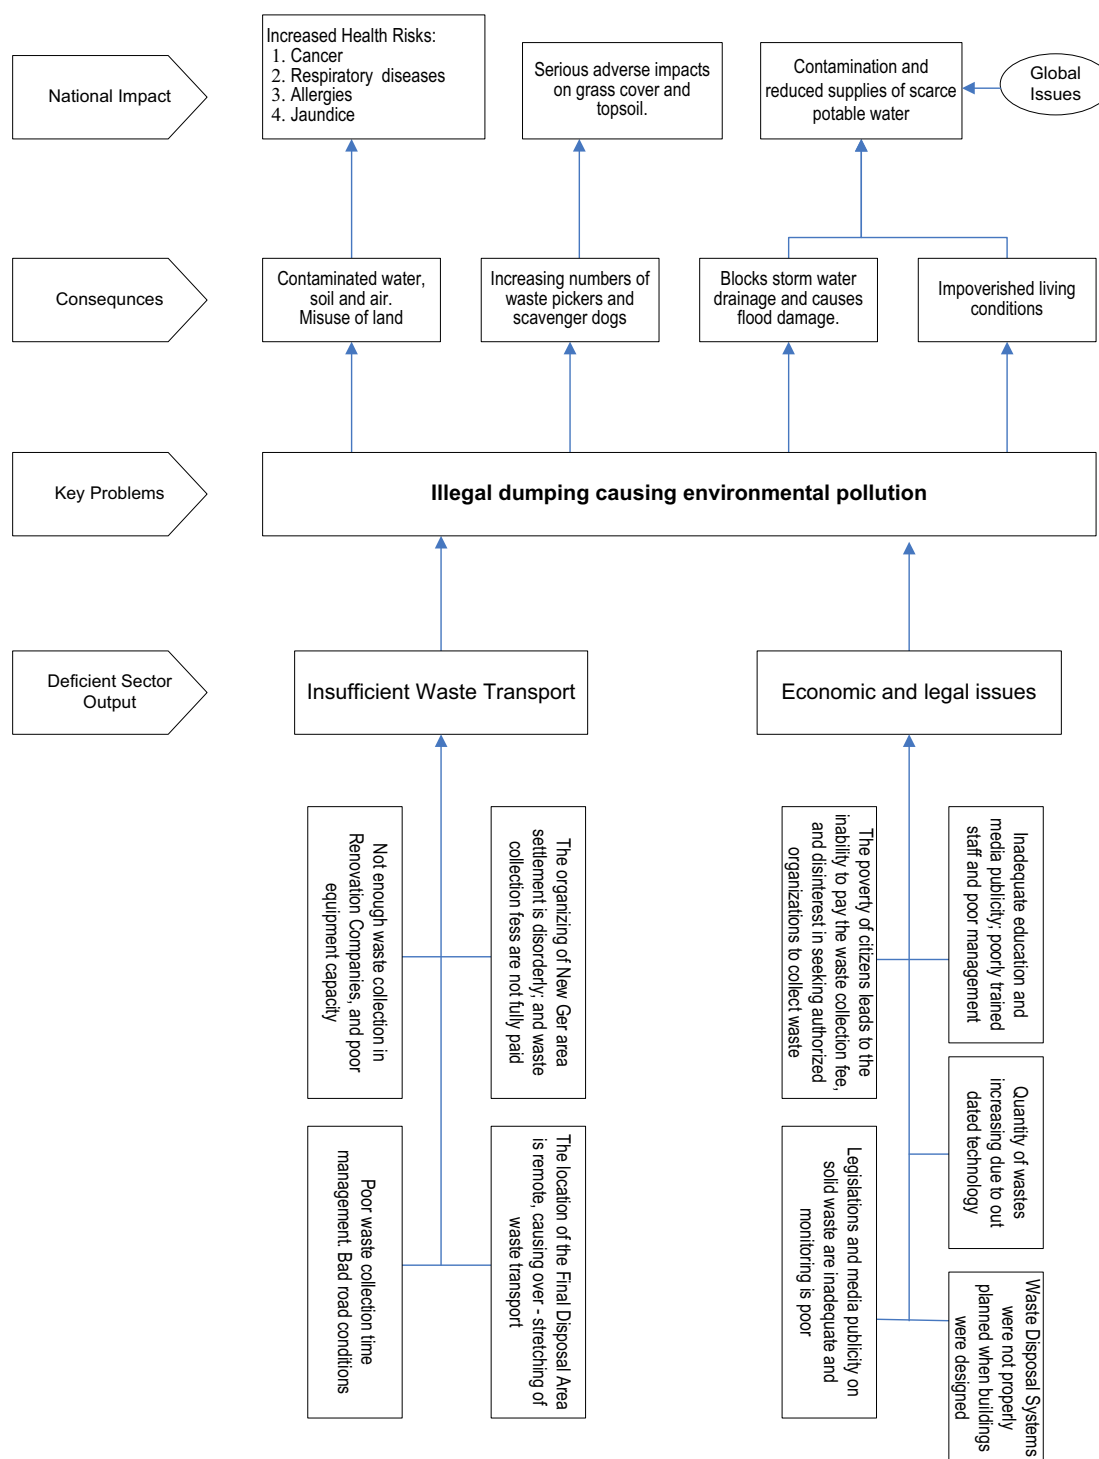 National Impact
Increased Health Risks:
1. Cancer
2. Respiratory diseases
3. Allergies
4. Jaundice
Serious adverse impacts
on grass cover and
topsoil.
Contamination and
reduced supplies of scarce
potable water
Global
Issues
Consequnces
Contaminated water,
soil and air.
Misuse of land
Increasing numbers of
waste pickers and
scavenger dogs
Blocks storm water
drainage and causes
flood damage.
Impoverished living
conditions
Key Problems
Illegal dumping causing environmental pollution
Deficient Sector
Output
Insufficient Waste Transport
Economic and legal issues
Not enough waste collection in
Renovation Companies, and poor
equipment capacity
The organizing of New Ger area
settlement is disorderly; and waste
collection fess are not fully paid
The poverty of citizens leads to the
inability to pay the waste collection fee,
and disinterest in seeking authorized
organizations to collect waste
Inadequate education and
media publicity; poorly trained
staff and poor management
Quantity of wastes
increasing due to out
dated technology
Poor waste collection time
management. Bad road conditions
The location of the Final Disposal Area
is remote, causing over - stretching of
waste transport
Legislations and media publicity on
solid waste are inadequate and
monitoring is poor
Waste Disposal Systems
were not properly
planned when buildings
were designed